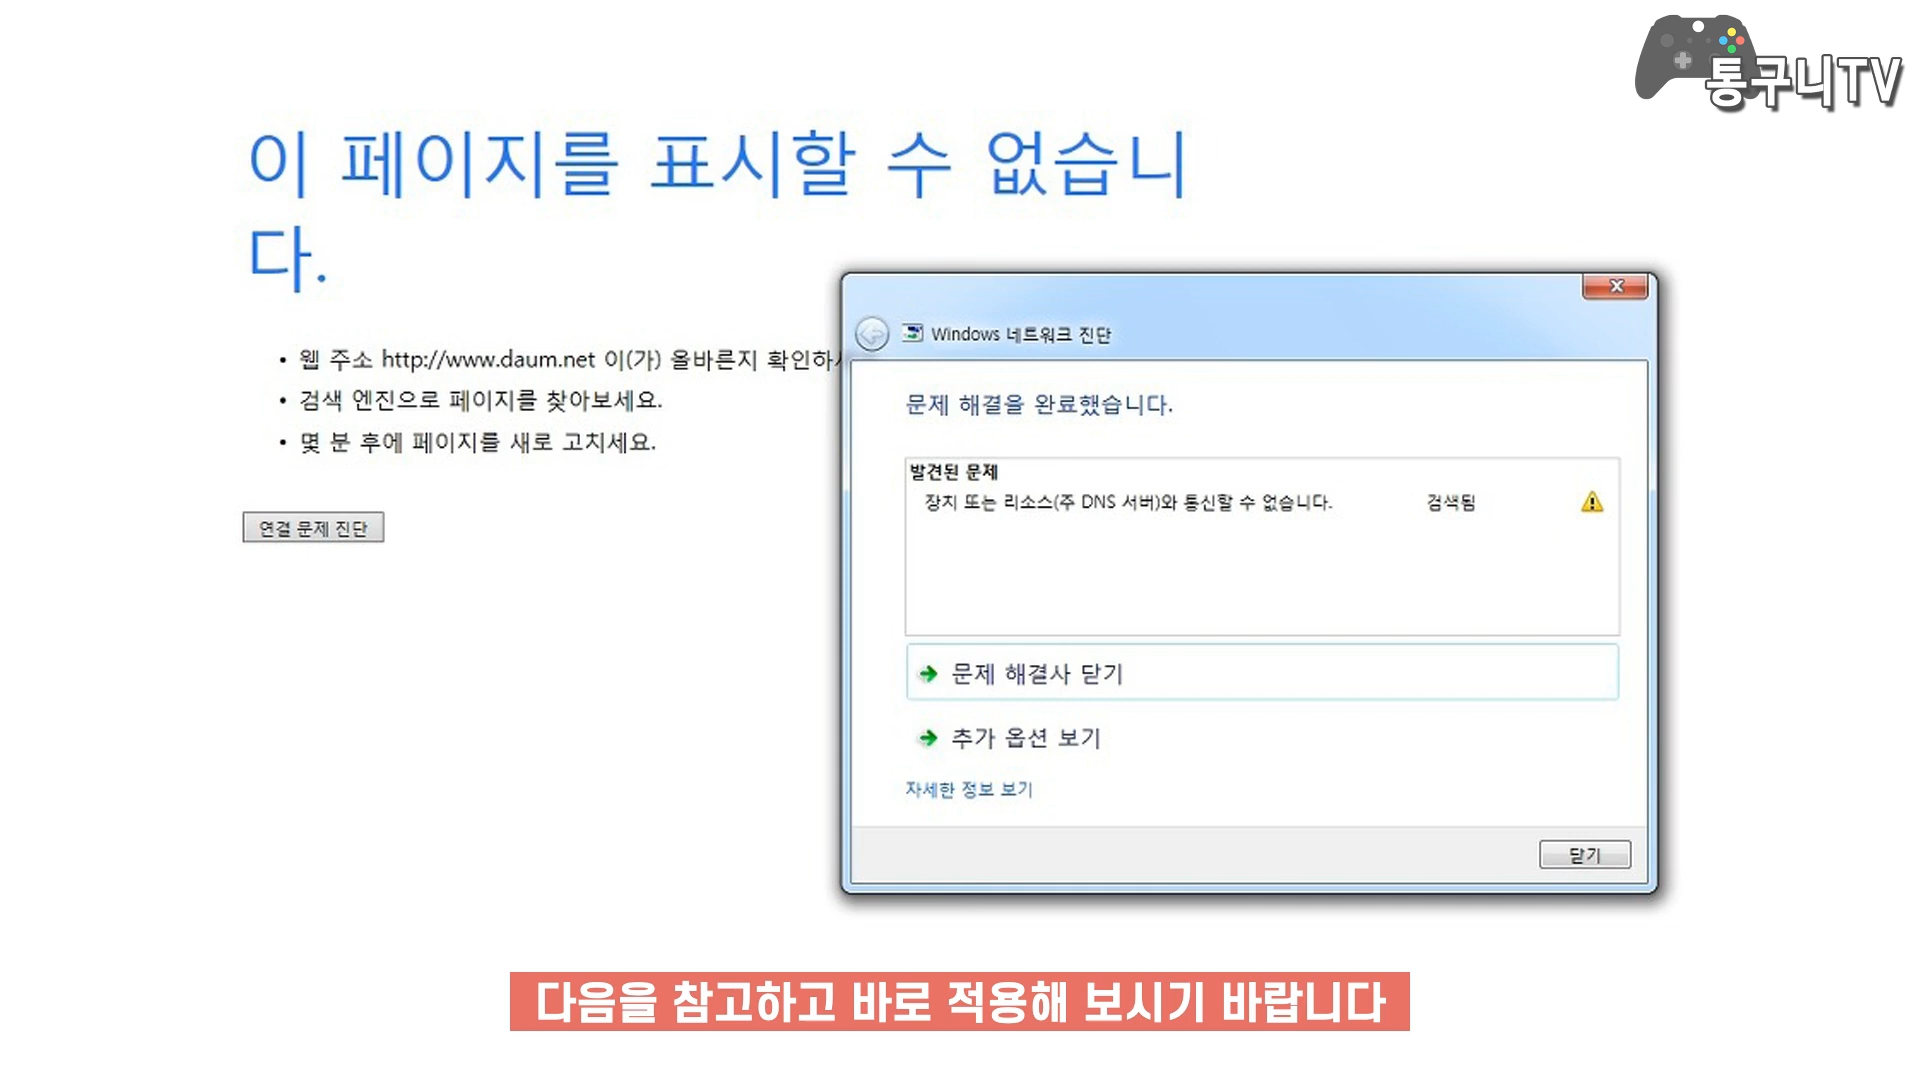 통구니TV
이 페이지를 표시할 수 없습니
다.
• 웹 주소 http://www.daum.net 이(가) 올바른지 확인하
• 검색 엔진으로 페이지를 찾아보세요.
• 몇 분 후에 페이지를 새로 고치세요.
연결 문제 진단
Windows 네트워크 진단
문제 해결을 완료했습니다.
발견된 문제
장치 또는 리소스(주 DNS 서버)와 통신할 수 없습니다. 검색됨
문제 해결사 닫기
추가 옵션 보기
자세한 정보 보기
닫기
다음을 참고하고 바로 적용해 보시기 바랍니다